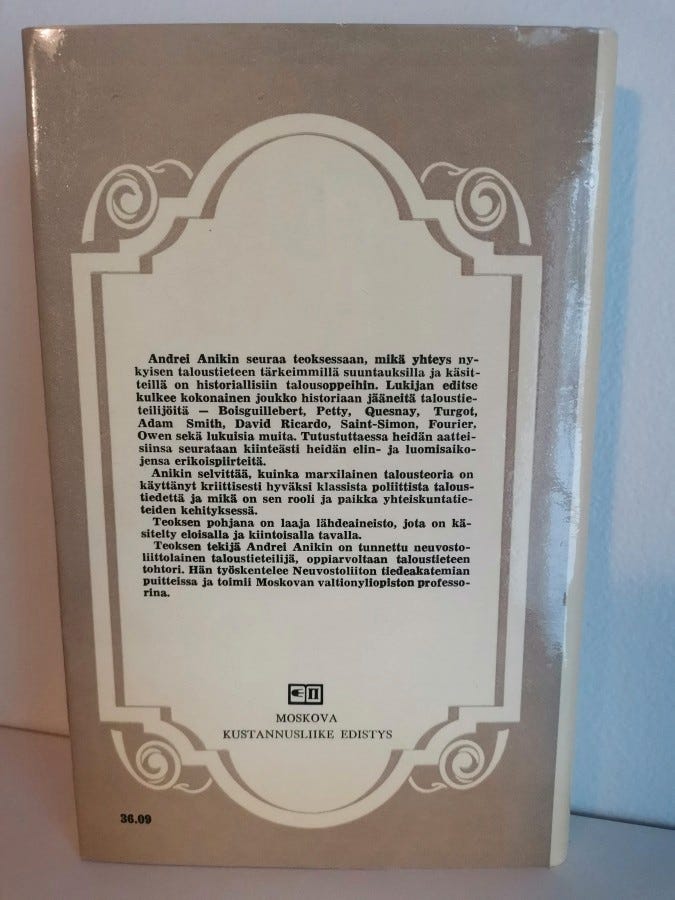 Andrei Anikin seuraa teoksessaan, mikä yhteys ny-
kyisen taloustieteen tärkeimmillä suuntauksilla ja käsit-
teillä on historiallisiin talousoppeihin. Lukijan editse
kulkee kokonainen joukko historiaan jääneitä taloustie-
teilijöitä — Boisguillebert, Petty, Quesnay, Turgot,
Adam Smith, David Ricardo, Saint-Simon, Fourier,
Owen sekä lukuisia muita. Tutustuttaessa heidän aattei-
siinsa seurataan kiinteästi heidän elin- ja luomisaiko-
jensa erikoispiirteitä.
Anikin selvittää, kuinka marxilainen talousteoria on
käyttänyt kriittisesti hyväksi klassista poliittista talous-
tiedettä ja mikä on sen rooli ja paikka yhteiskuntatie-
teiden kehityksessä.
Teoksen pohjana on laaja lähdeaineisto, jota on kä-
sitelty eloisalla ja kiintoisalla tavalla.
Teoksen tekijä Andrei Anikin on tunnettu neuvosto-
liittolainen taloustieteilijä, oppiarvoltaan taloustieteen
tohtori. Hän työskentelee Neuvostoliiton tiedeakatemian
puitteissa ja toimii Moskovan valtionyliopiston professo-
rina.
П
MOSKOVA
KUSTANNUSLIIKE EDISTYS
36.09